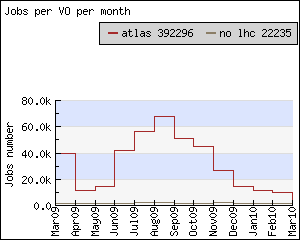 Jobs per VO per month
atlas 392296 no lhc 22235
80.0k
60.0k
40.0k
20.0k
0.0
Jobs number
Mar09 Apr09 May09 Jun09 Jul09 Aug09 Sep09 Oct09 Nov09 Dec09 Jan10 Feb10 Mar10